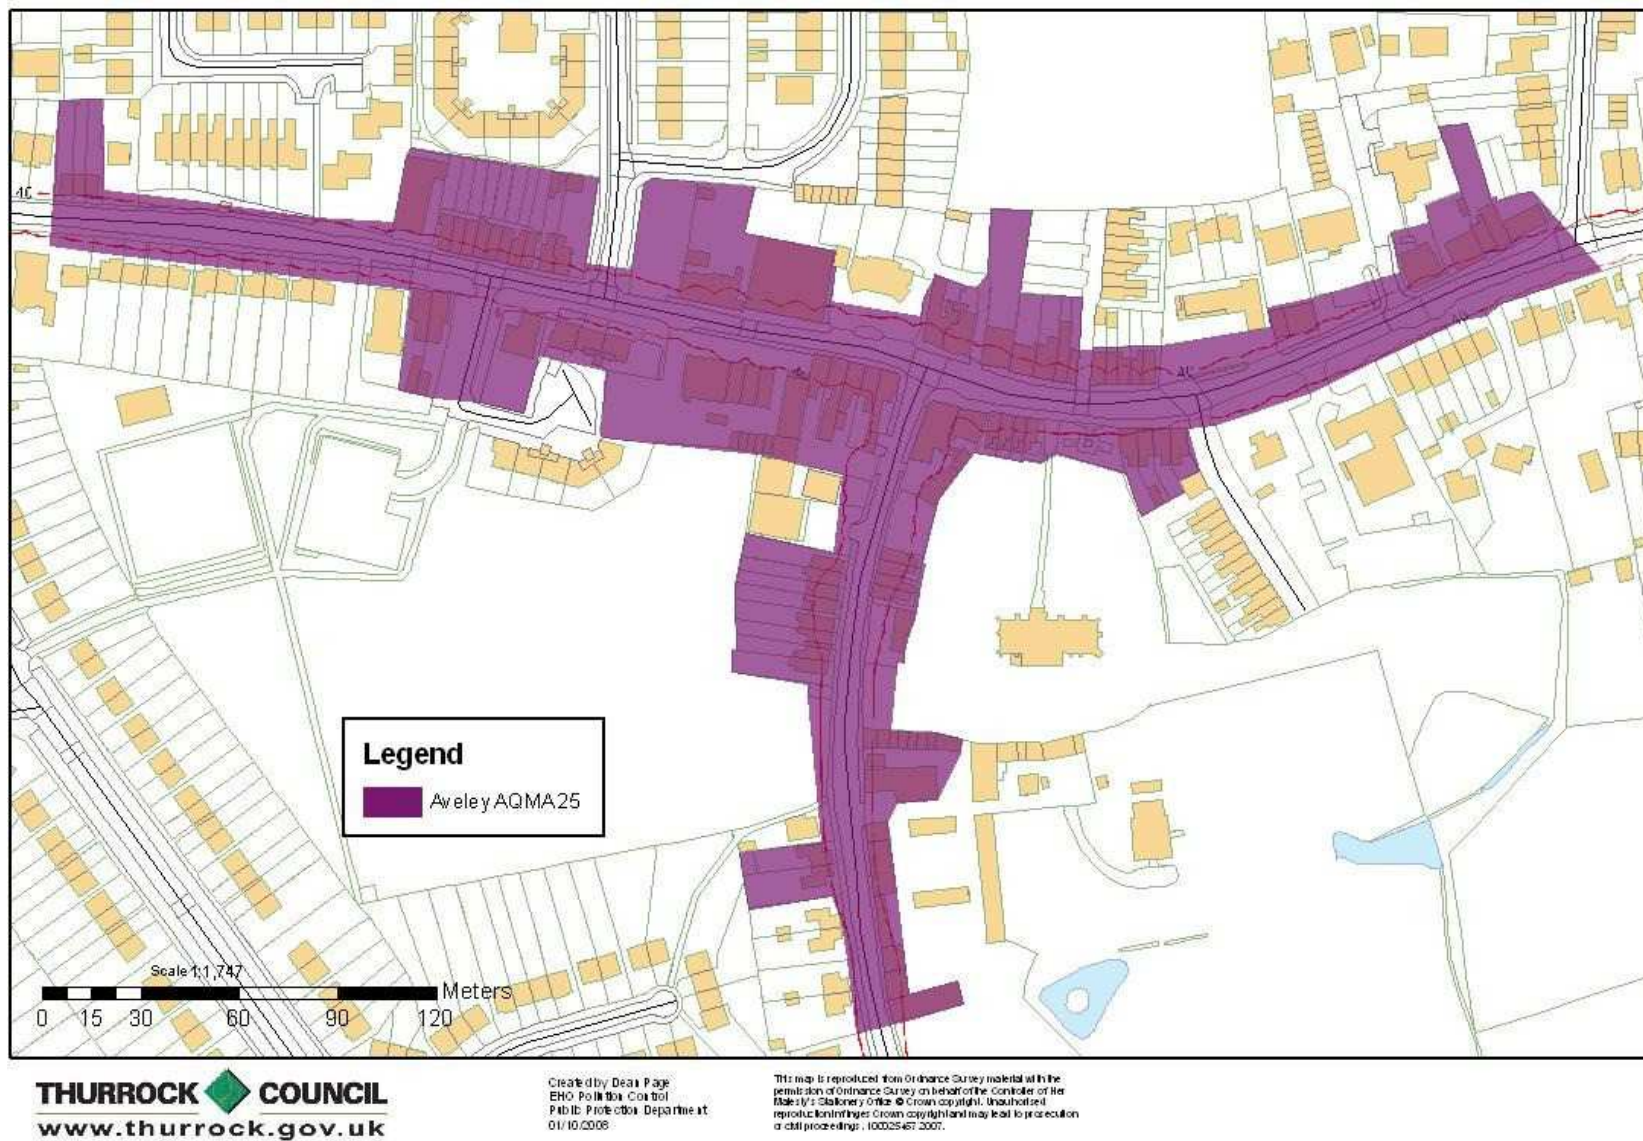 40
40
Legend
Aveley AQMA25
Scale 1:1,747
Meters
0 15 30 60 90 120
THURROCK COUNCIL
www.thurrock.gov.uk
Created by Dean Page
EHO Pollution Control
Public Protection Department
01/10/2008
This map is reproduced from Ordnance Survey material with the
permission of Ordnance Survey on behalf of the Controller of Her
Majesty's Stationery Office © Crown copyright. Unauthorised
reproduction infringes Crown copyright and may lead to prosecution
or civil proceedings. 100025457 2007.